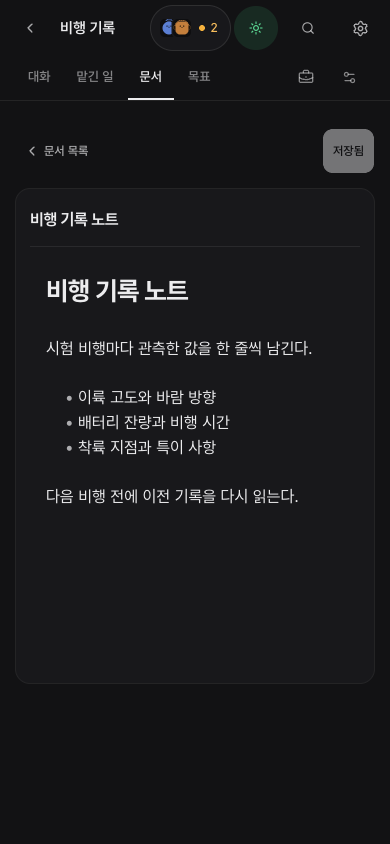 비행 기록
2
대화
맡긴 일
문서
목표
문서 목록
저장됨
비행 기록 노트
비행 기록 노트
시험 비행마다 관측한 값을 한 줄씩 남긴다.
• 이륙 고도와 바람 방향
• 배터리 잔량과 비행 시간
• 착륙 지점과 특이 사항
다음 비행 전에 이전 기록을 다시 읽는다.